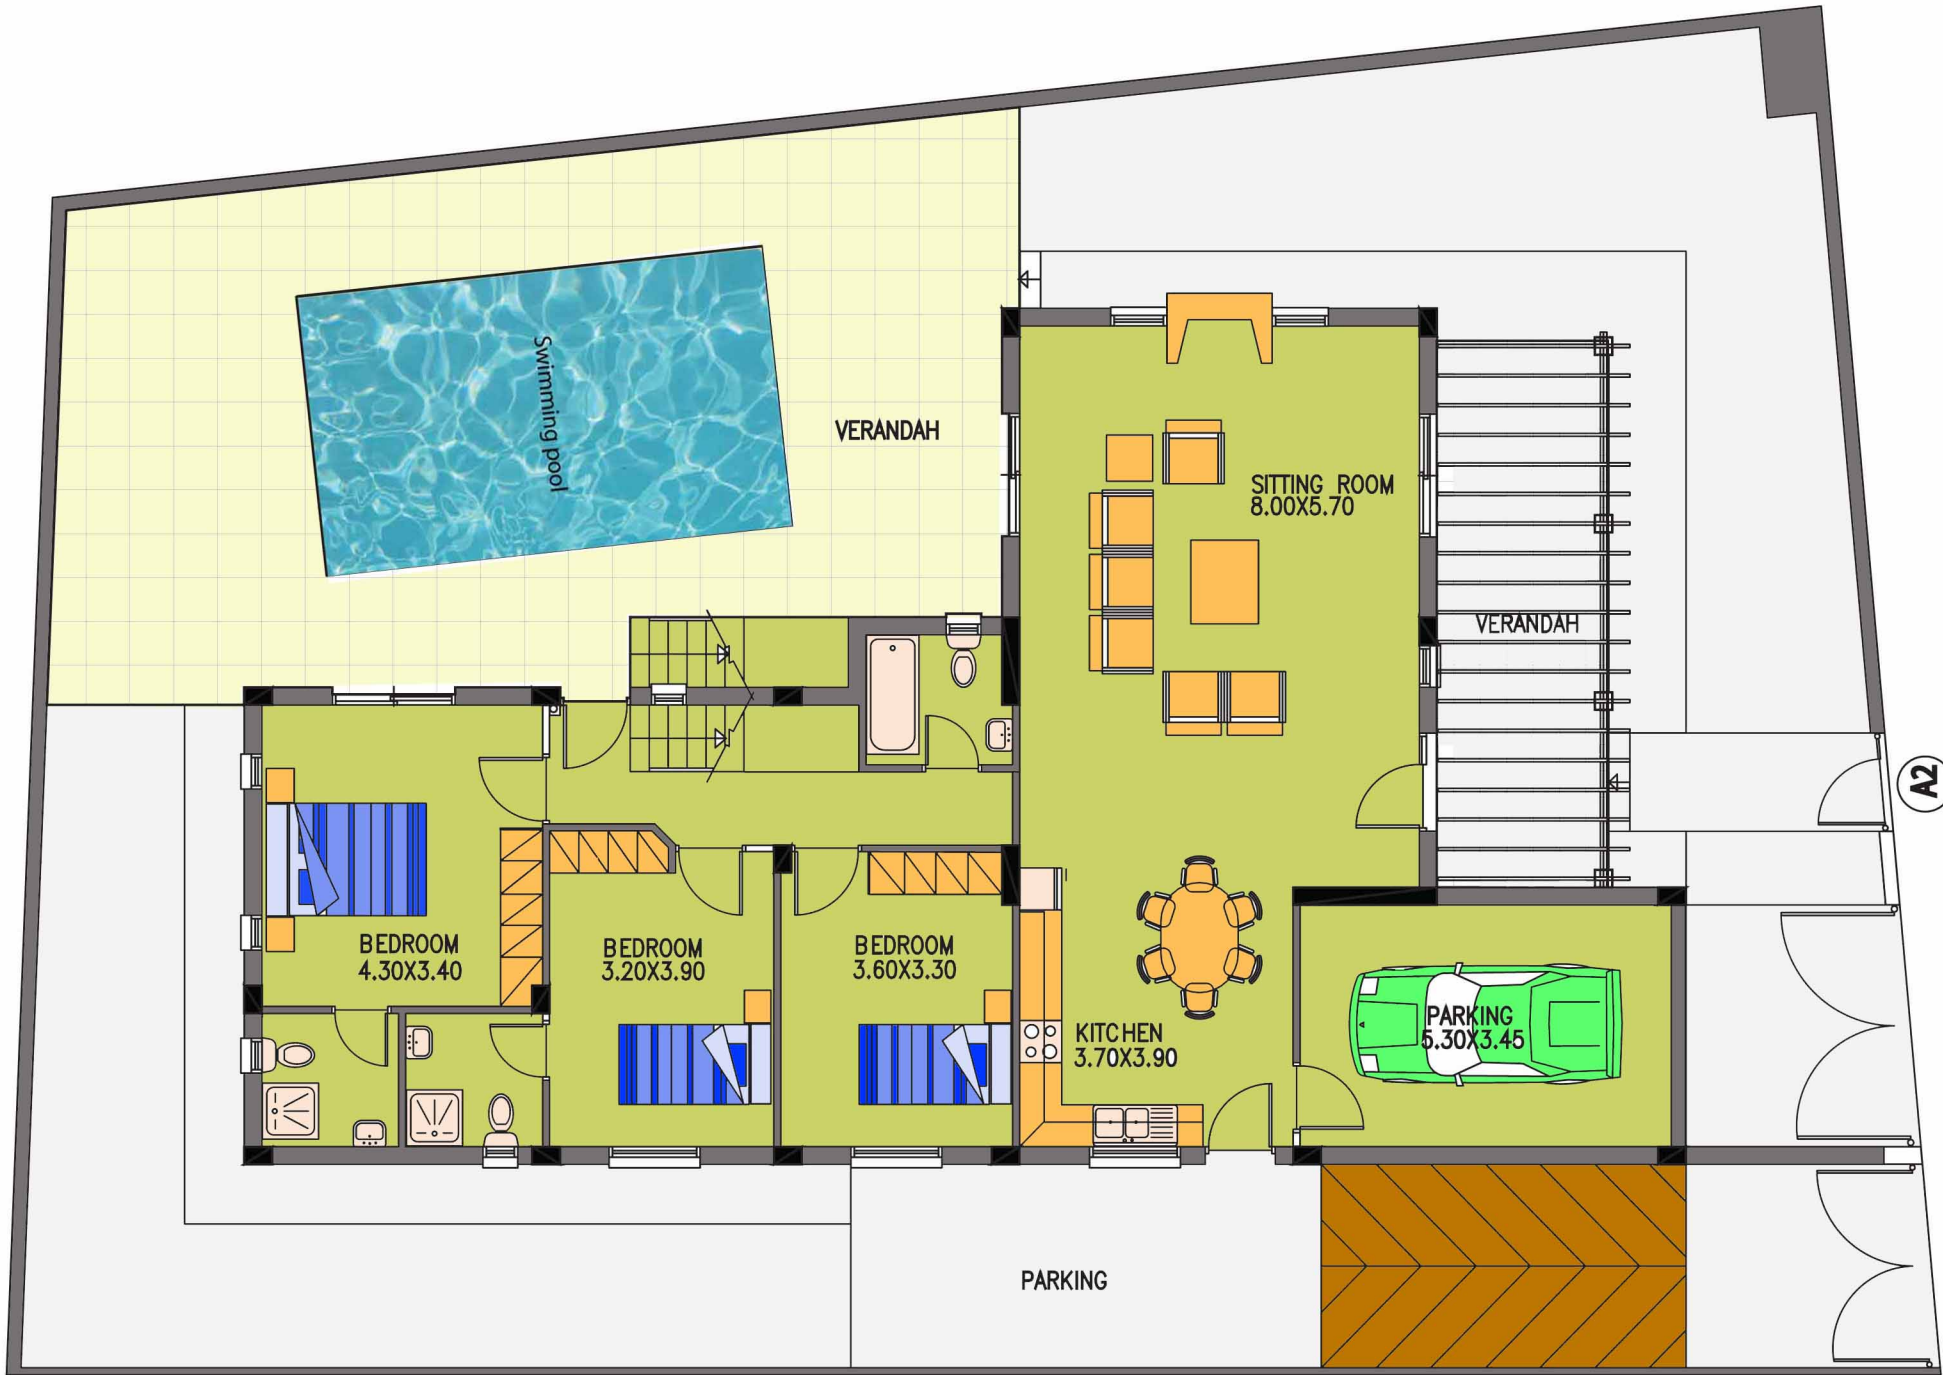 Swimming pool
VERANDAH
SITTING ROOM
8.00X5.70
VERANDAH
A2
BEDROOM
4.30X3.40
BEDROOM
3.20X3.90
BEDROOM
3.60X3.30
KITCHEN
3.70X3.90
PARKING
5.30X3.45
PARKING